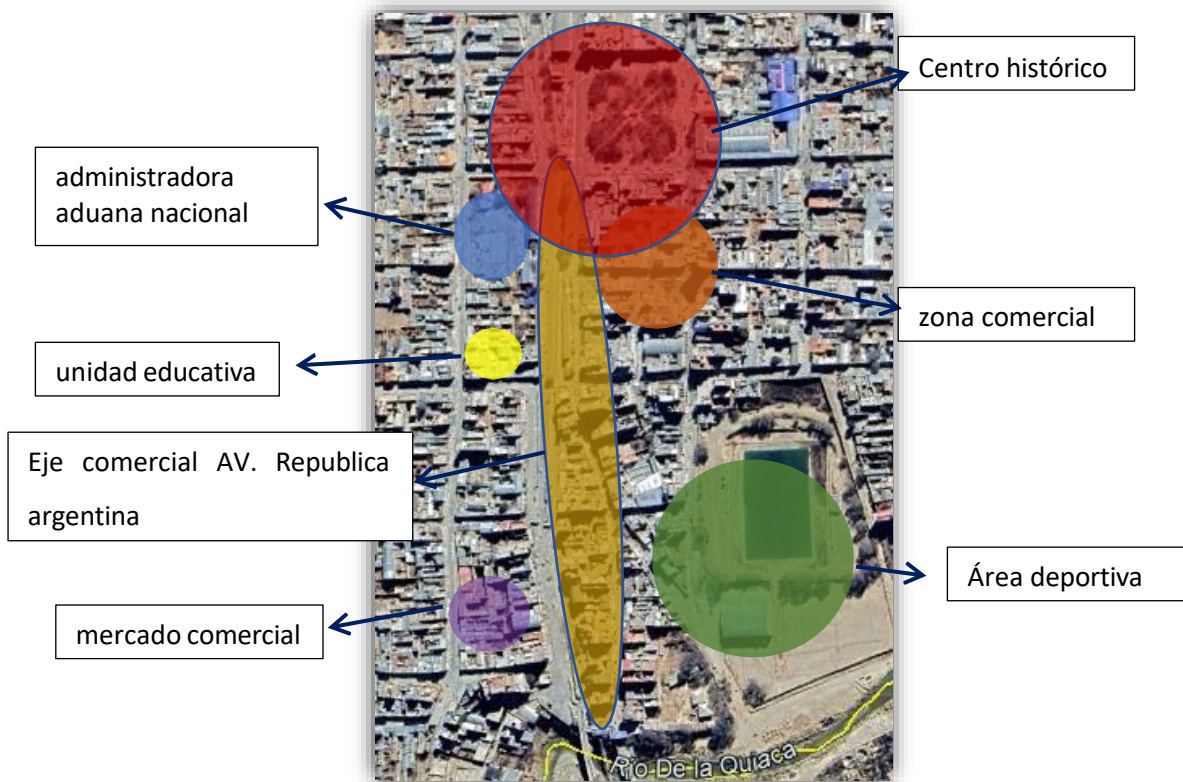 Centro histórico
administradora
aduana nacional
zona comercial
unidad educativa
Eje comercial AV. Republica
argentina
Área deportiva
mercado comercial
Río De la Quiaca